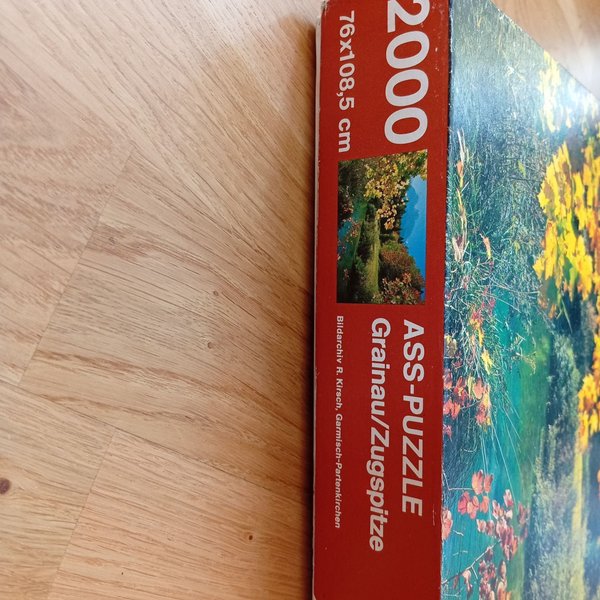 2000
76x108,5 cm
ASS-PUZZLE
Grainau/Zugspitze
Bildarchiv R. Kirsch, Garmisch-Partenkirchen